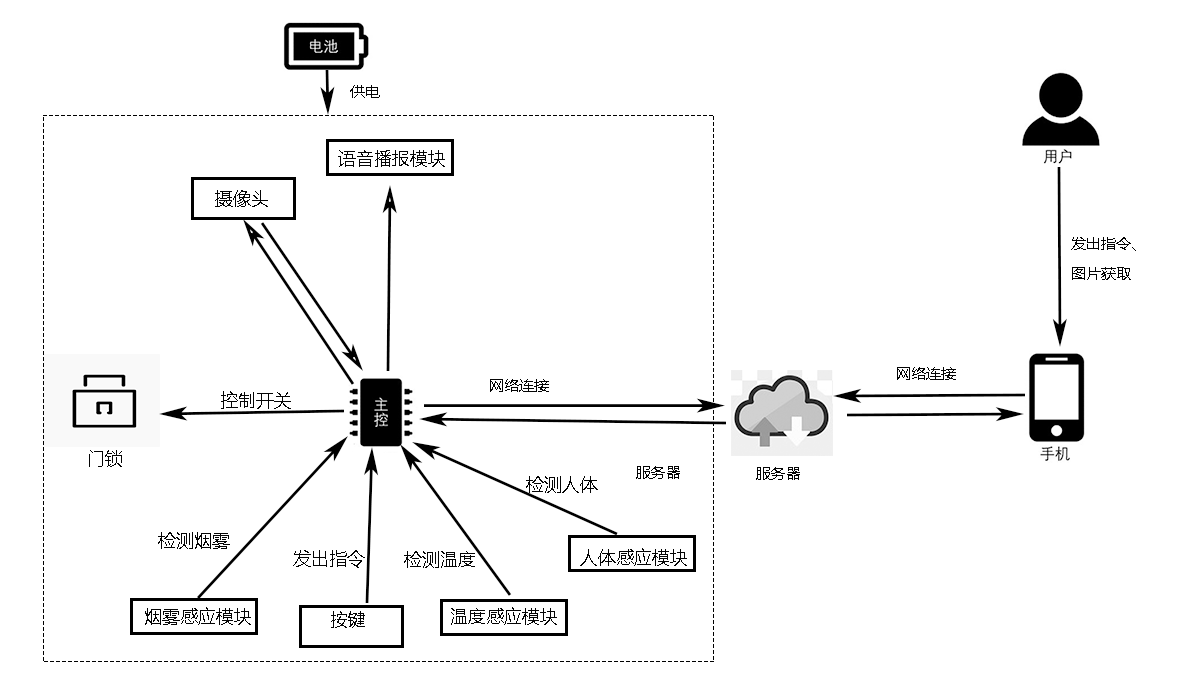 电池
供电
语音播报模块
摄像头
用户
发出指令、
图片获取
网络连接
网络连接
控制开关
主
控
门锁
手机
服务器
服务器
检测人体
检测烟雾
发出指令
检测温度
人体感应模块
烟雾感应模块
按键
温度感应模块